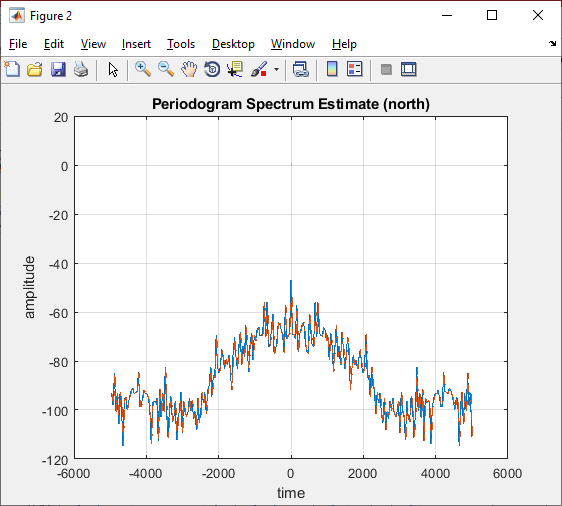 Figure 2
File Edit View Insert Tools Desktop Window Help
Periodogram Spectrum Estimate (north)
20
0
-20
-40
-60
-80
-100
-120
amplitude
-6000 -4000 -2000 0 2000 4000 6000
time